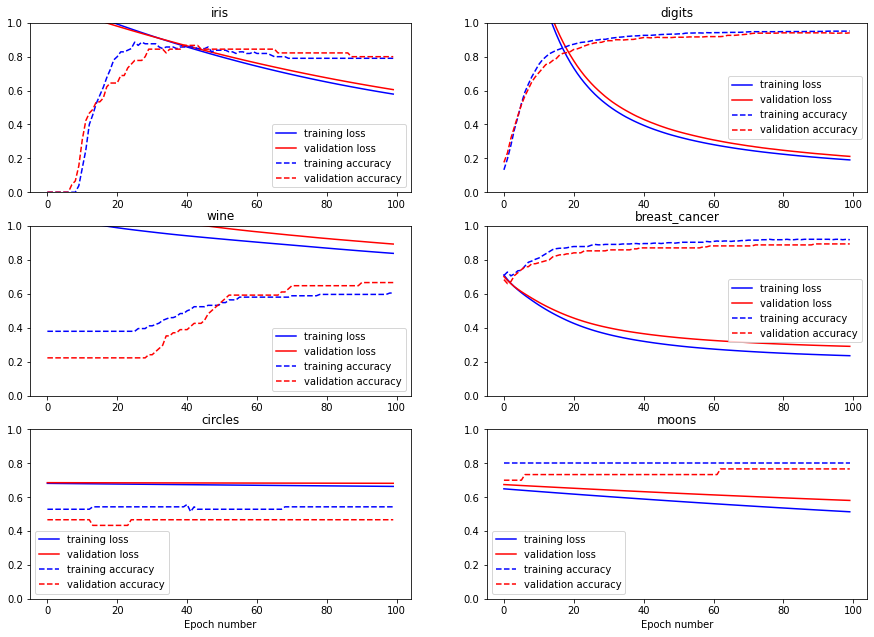 iris
1.0
0.8
0.6
0.4
0.2
0.0
0 20 40 60 80 100
training loss
validation loss
training accuracy
validation accuracy
digits
1.0
0.8
0.6
0.4
0.2
0.0
0 20 40 60 80 100
training loss
validation loss
training accuracy
validation accuracy
wine
1.0
0.8
0.6
0.4
0.2
0.0
0 20 40 60 80 100
training loss
validation loss
training accuracy
validation accuracy
breast_cancer
1.0
0.8
0.6
0.4
0.2
0.0
0 20 40 60 80 100
training loss
validation loss
training accuracy
validation accuracy
circles
1.0
0.8
0.6
0.4
0.2
0.0
training loss
validation loss
training accuracy
validation accuracy
0 20 40 60 80 100
Epoch number
moons
1.0
0.8
0.6
0.4
0.2
0.0
training loss
validation loss
training accuracy
validation accuracy
0 20 40 60 80 100
Epoch number